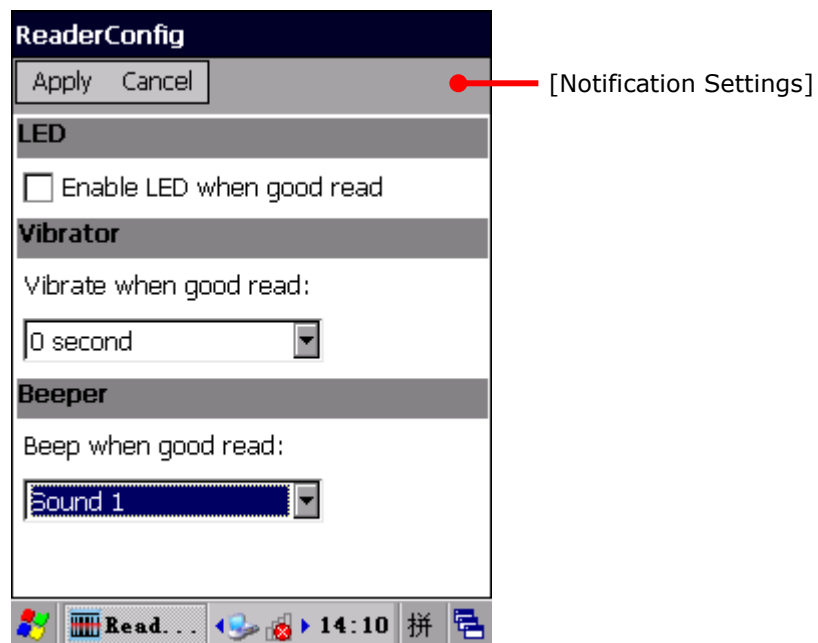 ReaderConfig
Apply Cancel
[Notification Settings]
LED
Enable LED when good read
Vibrator
Vibrate when good read:
0 second
Beeper
Beep when good read:
Sound 1
Read... 14:10 拼